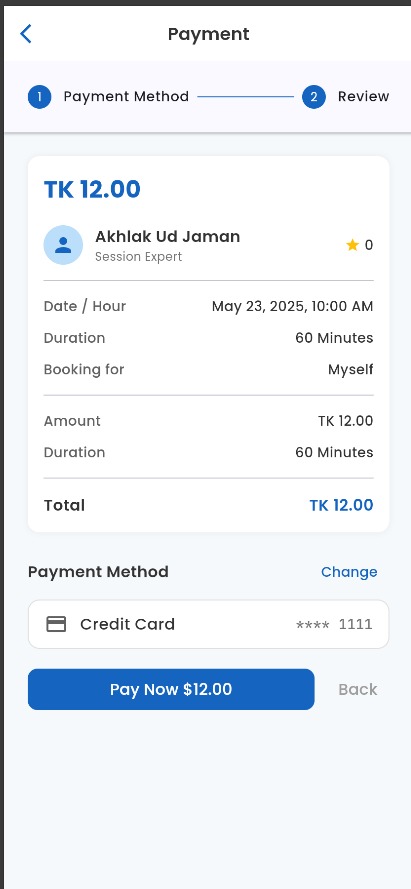 Payment
1 Payment Method 2 Review
TK 12.00
Akhlak Ud Jaman
Session Expert
0
Date / Hour May 23, 2025, 10:00 AM
Duration 60 Minutes
Booking for Myself
Amount TK 12.00
Duration 60 Minutes
Total TK 12.00
Payment Method Change
Credit Card **** 1111
Pay Now $12.00 Back